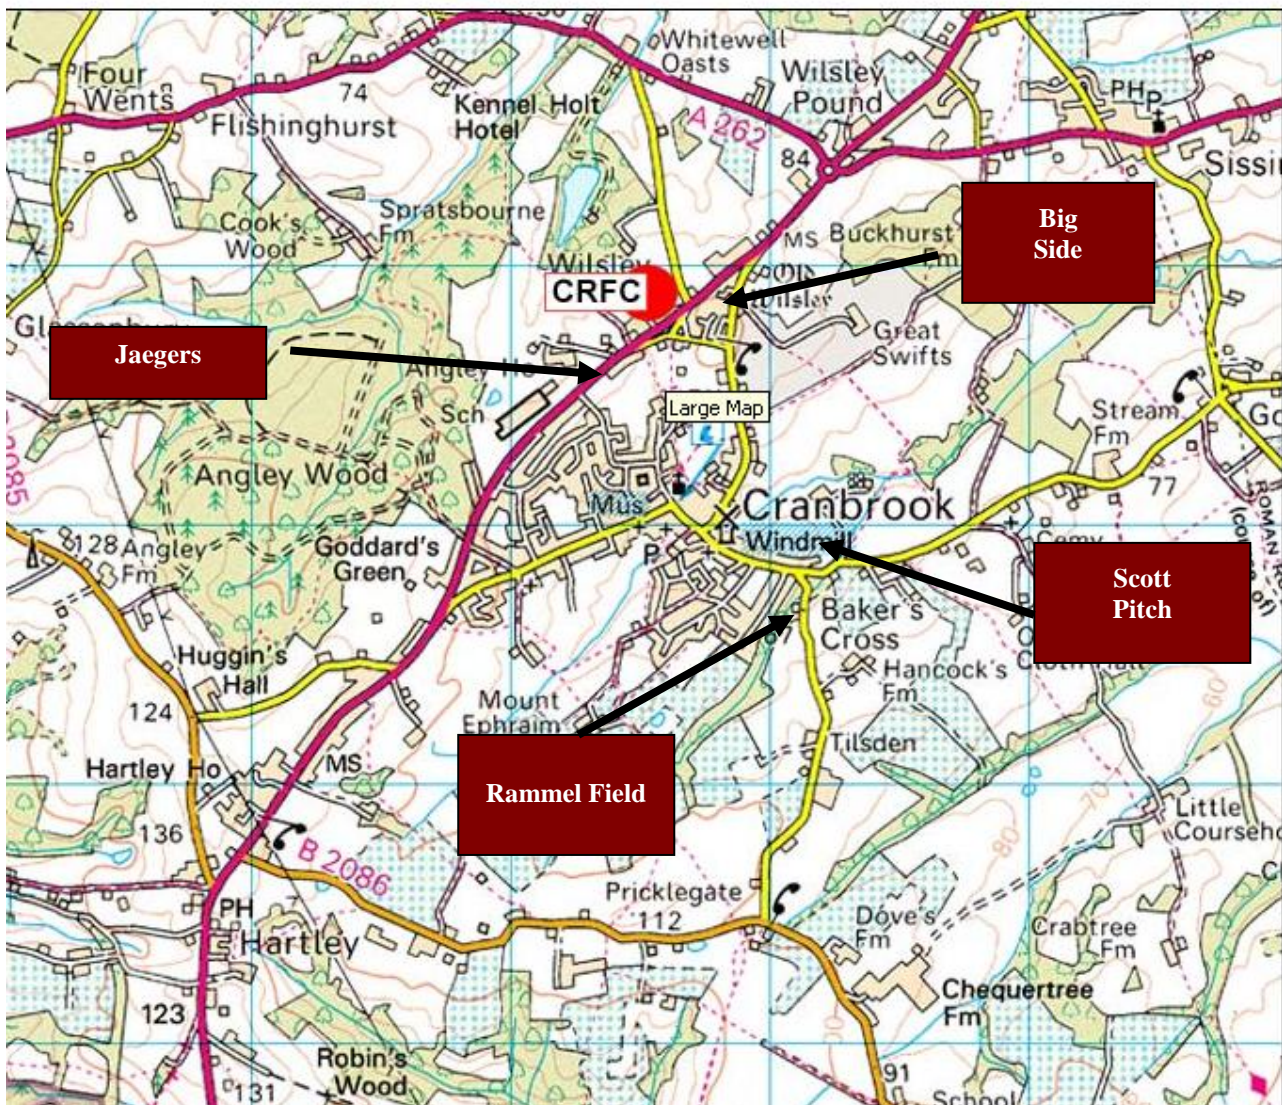 Whitewell
Oasts
Four
Wents
74
Flishinghurst
Kennel Holt
Hotel
Wilsley
Pound
A 262
84
PH
P
Cook's
Wood
Spratsbourne
Fm
Big
Side
MS
Buckhurst
Wilsley
CRFC
Great
Swifts
Jaegers
Sch
Large Map
Stream
Fm
Angley Wood
Mus
Cranbrook
Windmill
77
128
Angley
Fm
Goddard's
Green
P
Scott
Pitch
Baker's
Cross
Huggin's
Hall
Hancock's
Fm
124
Mount
Ephraim
Tilsden
Hartley Ho
MS
Rammel Field
136
B 2086
Little
80
70
60
Pricklegate
112
PH
Hartley
Dove's
Fm
Crabtree
Fm
Chequertree
Fm
123
Robin's
Wood
131
91
School